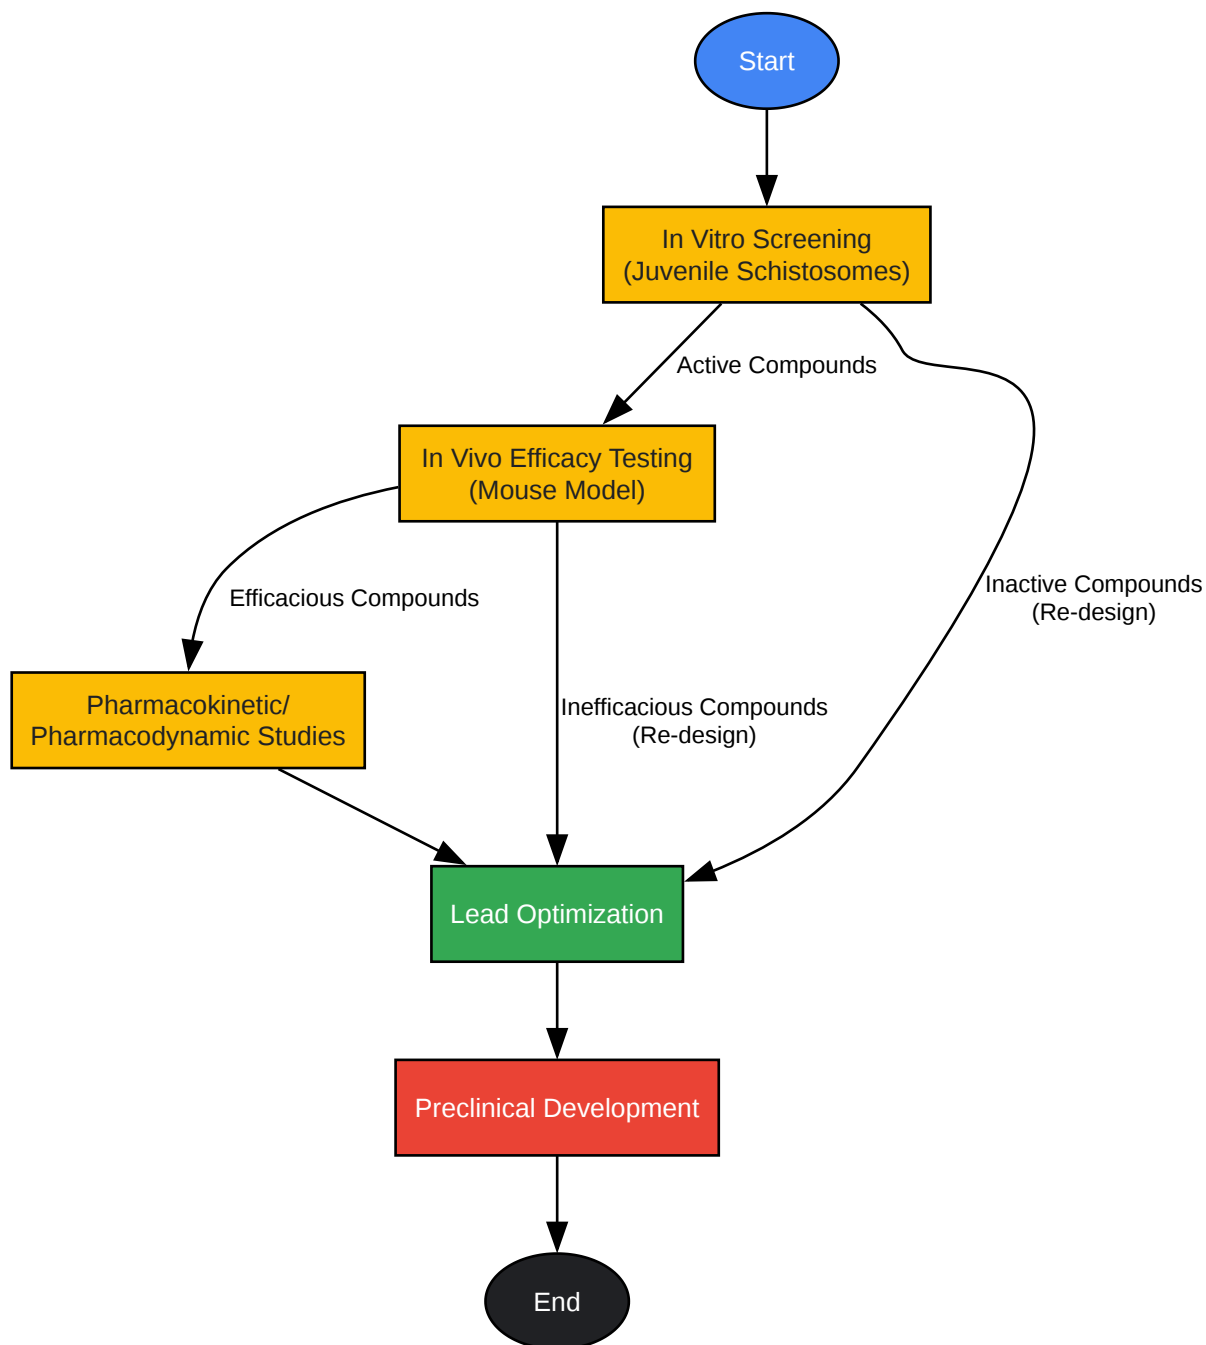 Start
In Vitro Screening
(Juvenile Schistosomes)
Active Compounds
In Vivo Efficacy Testing
(Mouse Model)
Efficacious Compounds
Inactive Compounds
(Re-design)
Pharmacokinetic/
Pharmacodynamic Studies
Inefficacious Compounds
(Re-design)
Lead Optimization
Preclinical Development
End